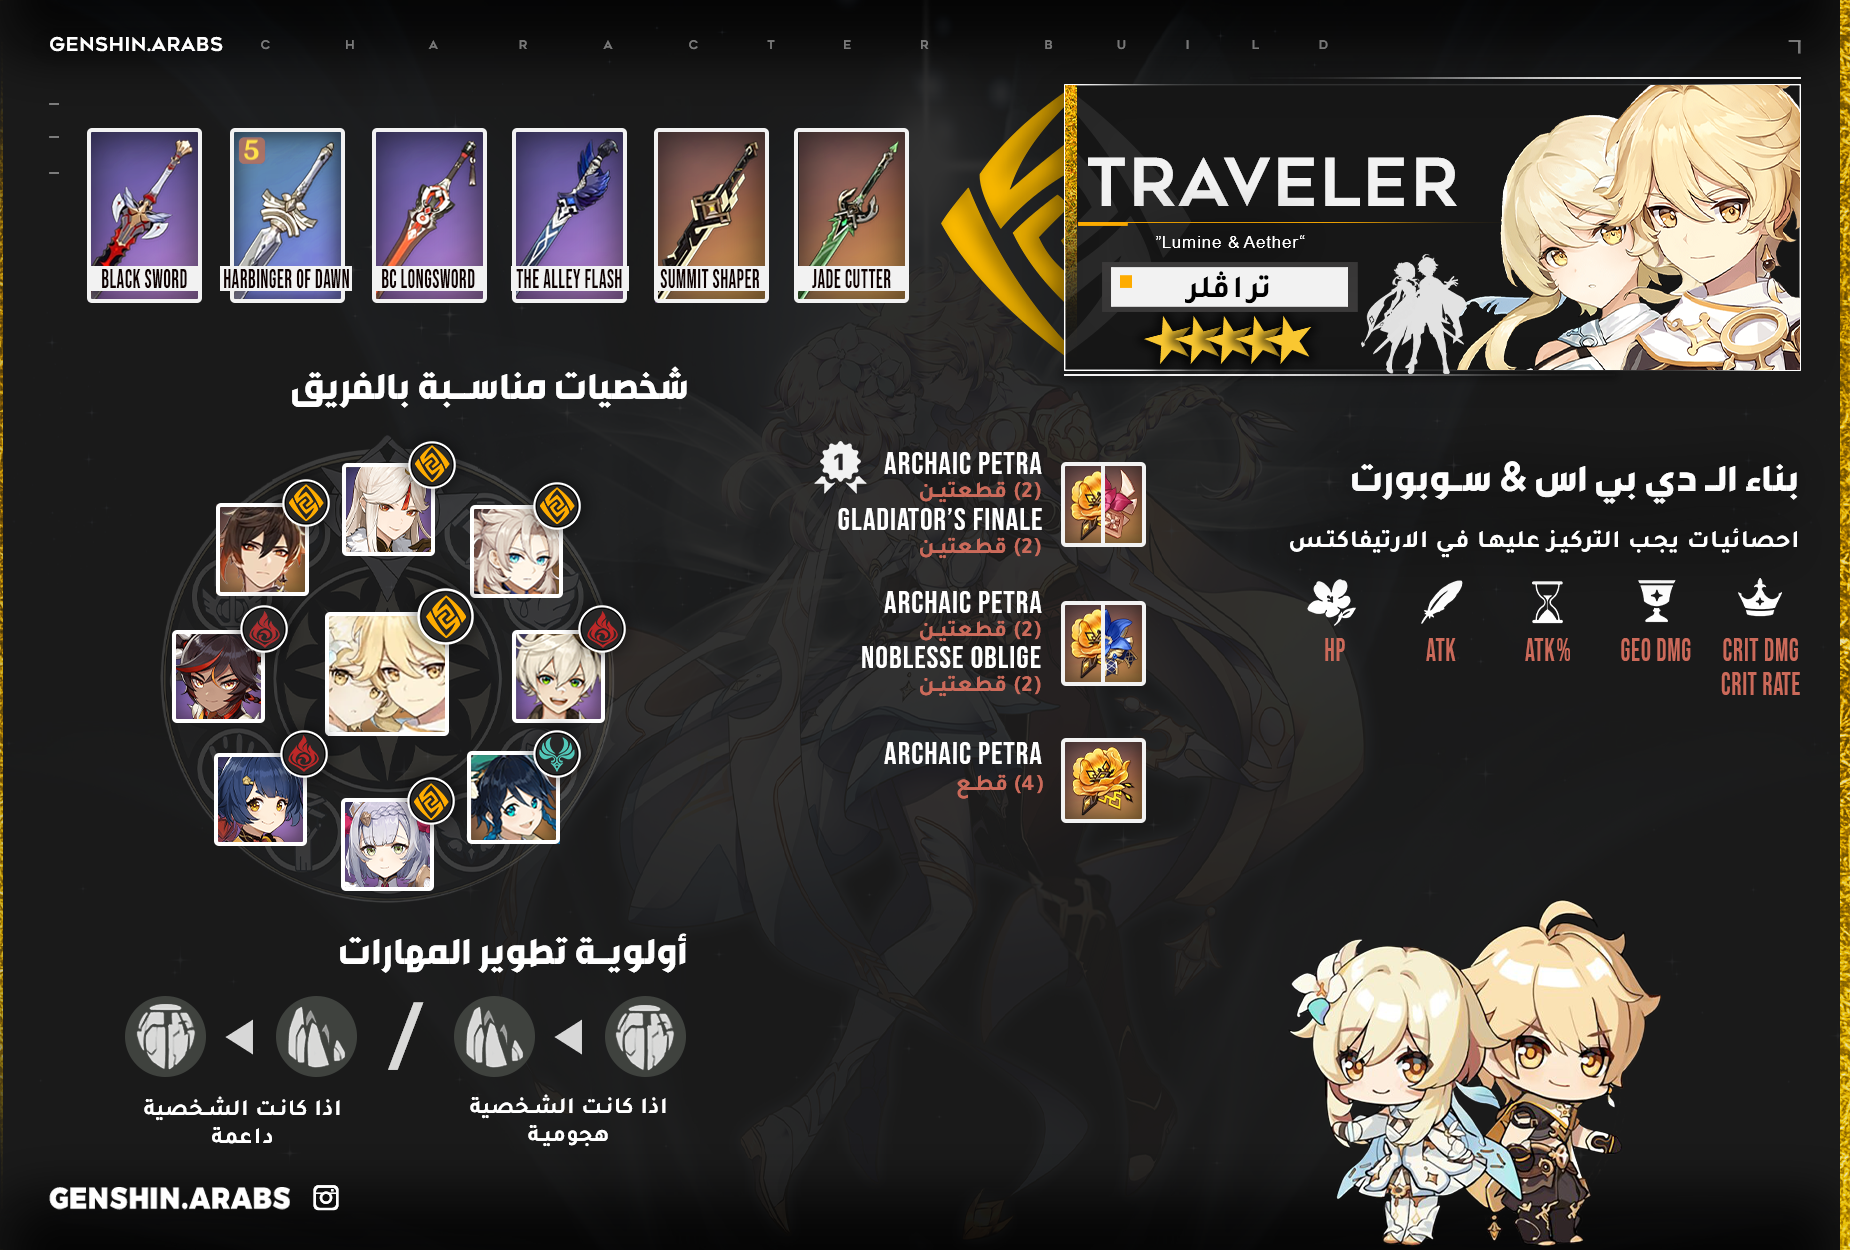 GENSHIN.ARABS
CHARACTER BUILD
5
BLACK SWORD
HARBINGER OF DAWN
BC LONGSWORD
THE ALLEY FLASH
SUMMIT SHAPER
JADE CUTTER
TRAVELER
”Lumine & Aether“
تراڤلر
شخصيات مناسبة بالفريق
1
ARCHAIC PETRA
(2) قطعتين
GLADIATOR'S FINALE
(2) قطعتين
ARCHAIC PETRA
(2) قطعتين
NOBLESSE OBLIGE
(2) قطعتين
ARCHAIC PETRA
(4) قطع
بناء الـ دي بي اس & سوبورت
احصائيات يجب التركيز عليها في الارتيفاكتس
HP
ATK
ATK%
GEO DMG
CRIT DMG
CRIT RATE
أولوية تطوير المهارات
/
اذا كانت الشخصية
هجومية
اذا كانت الشخصية
داعمة
GENSHIN.ARABS